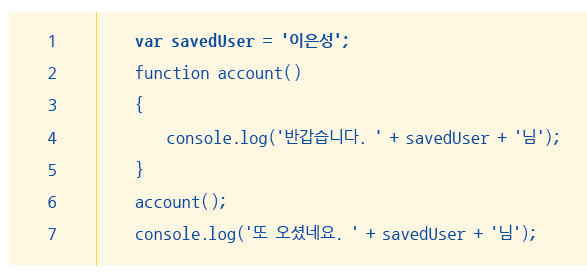 1 var savedUser = '이은성';
2 function account()
3 {
4 console.log('반갑습니다. ' + savedUser + '님');
5 }
6 account();
7 console.log('또 오셨네요. ' + savedUser + '님');